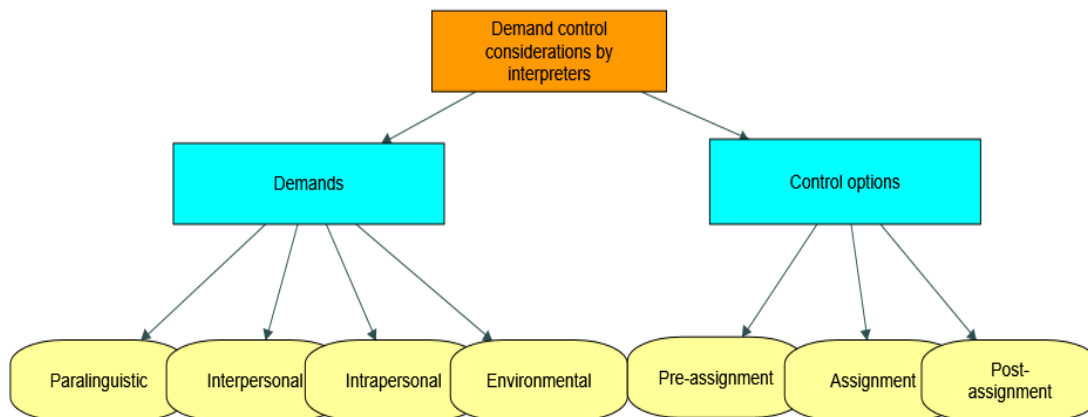 Demand control
considerations by
interpreters
Demands
Control options
Paralinguistic
Interpersonal
Intrapersonal
Environmental
Pre-assignment
Assignment
Post-
assignment